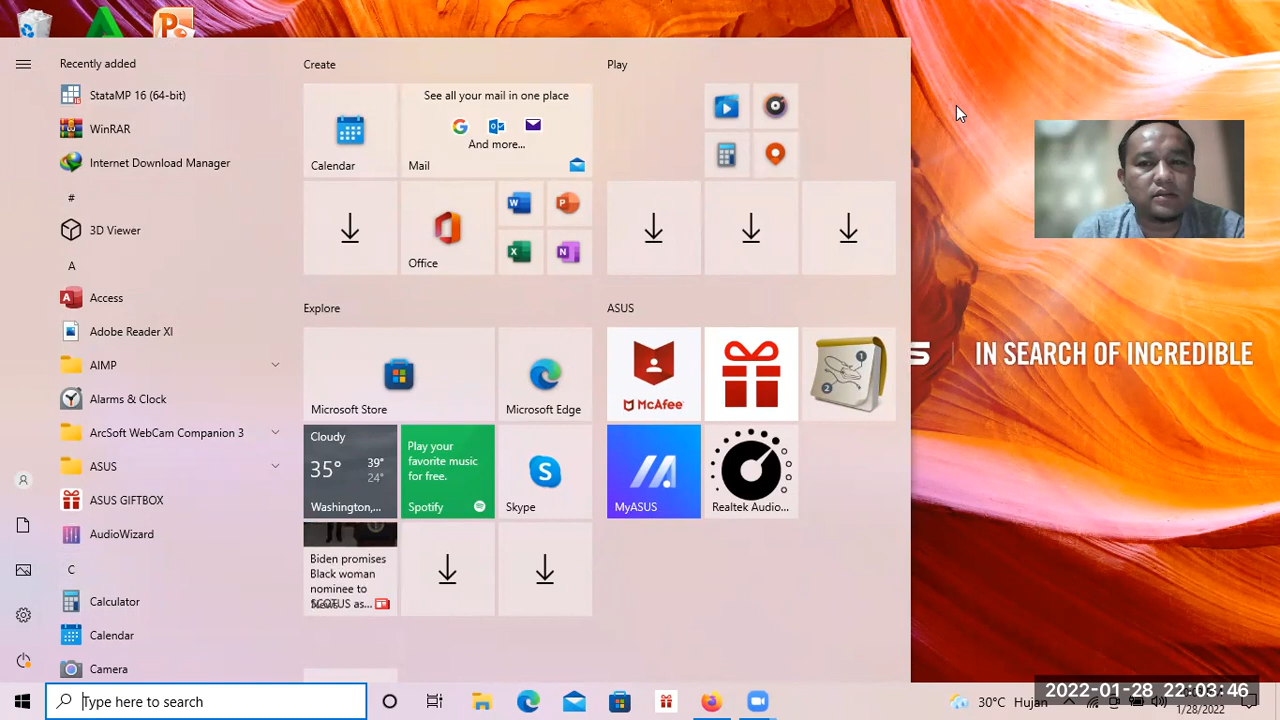 Recently added
StataMP 16 (64-bit)
WinRAR
Internet Download Manager
#
3D Viewer
A
Access
Adobe Reader XI
AIMP
Alarms & Clock
ArcSoft WebCam Companion 3
ASUS
ASUS GIFTBOX
AudioWizard
C
Calculator
Calendar
Camera
Create
See all your mail in one place
And more...
Calendar
Mail
Office
Explore
Microsoft Store
Microsoft Edge
Cloudy
35°
39°
24°
Washington,...
Play your
favorite music
for free.
Spotify
Skype
Biden promises
Black woman
nominee to
SCOTUS as...
News
Play
ASUS
McAfee
MyASUS
Realtek Audio...
IN SEARCH OF INCREDIBLE
Type here to search
30°C Hujan
2022-01-28 22:03:46
1/28/2022